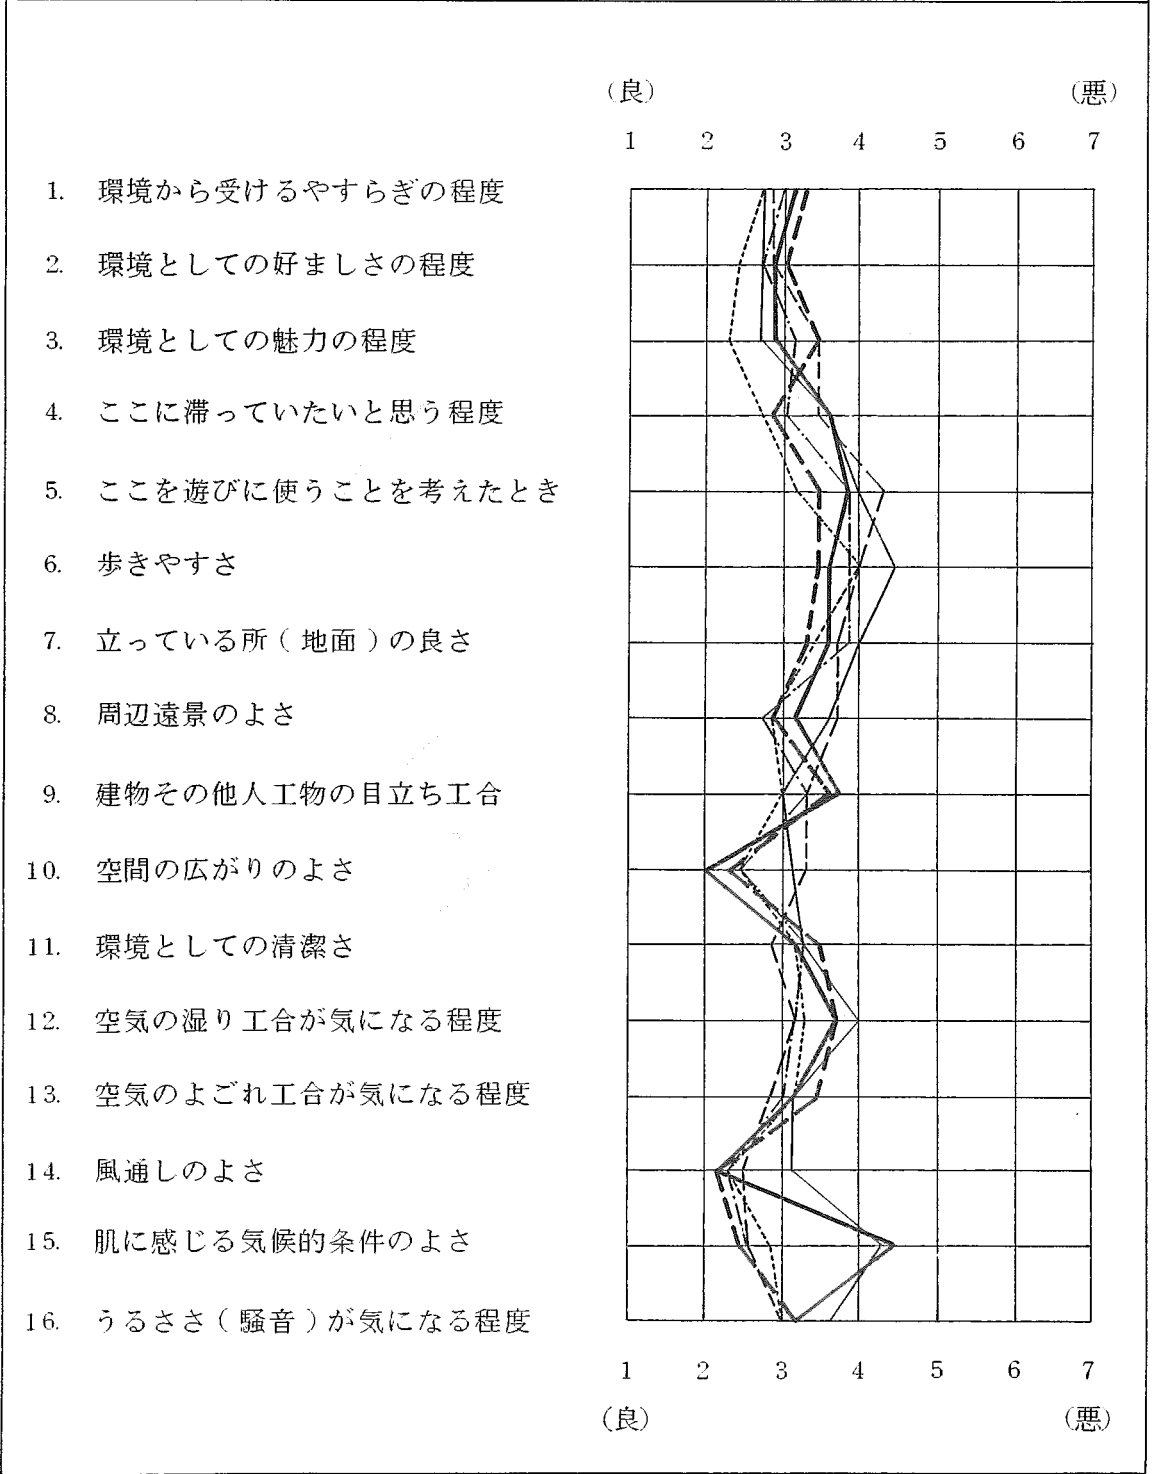 (良) (悪)
1 2 3 4 5 6 7
1. 環境から受けるやすらぎの程度
2. 環境としての好ましさの程度
3. 環境としての魅力の程度
4. ここに滞っていたいと思う程度
5. ここを遊びに使うことを考えたとき
6. 歩きやすさ
7. 立っている所(地面)の良さ
8. 周辺遠景のよさ
9. 建物その他人工物の目立ち工合
10. 空間の広がりのよさ
11. 環境としての清潔さ
12. 空気の湿り工合が気になる程度
13. 空気のよごれ工合が気になる程度
14. 風通しのよさ
15. 肌に感じる気候的条件のよさ
16. うるささ(騒音)が気になる程度
1 2 3 4 5 6 7
(良) (悪)